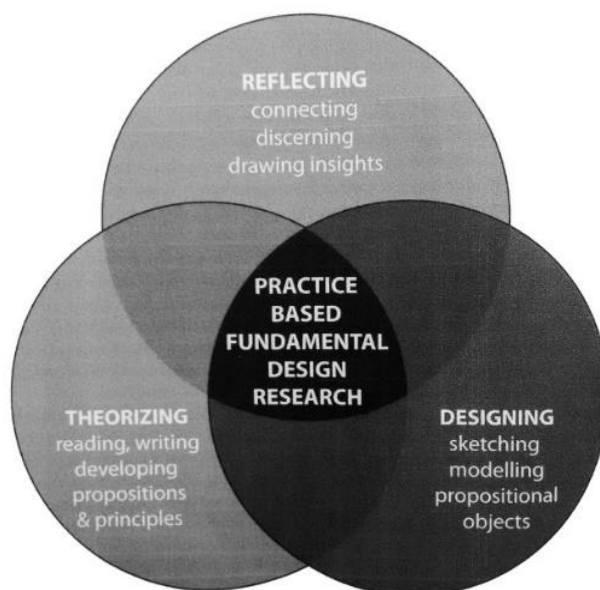 REFLECTING
connecting
discerning
drawing insights
PRACTICE
BASED
FUNDAMENTAL
DESIGN
RESEARCH
THEORIZING
reading, writing
developing
propositions
& principles
DESIGNING
sketching
modelling
propositional
objects